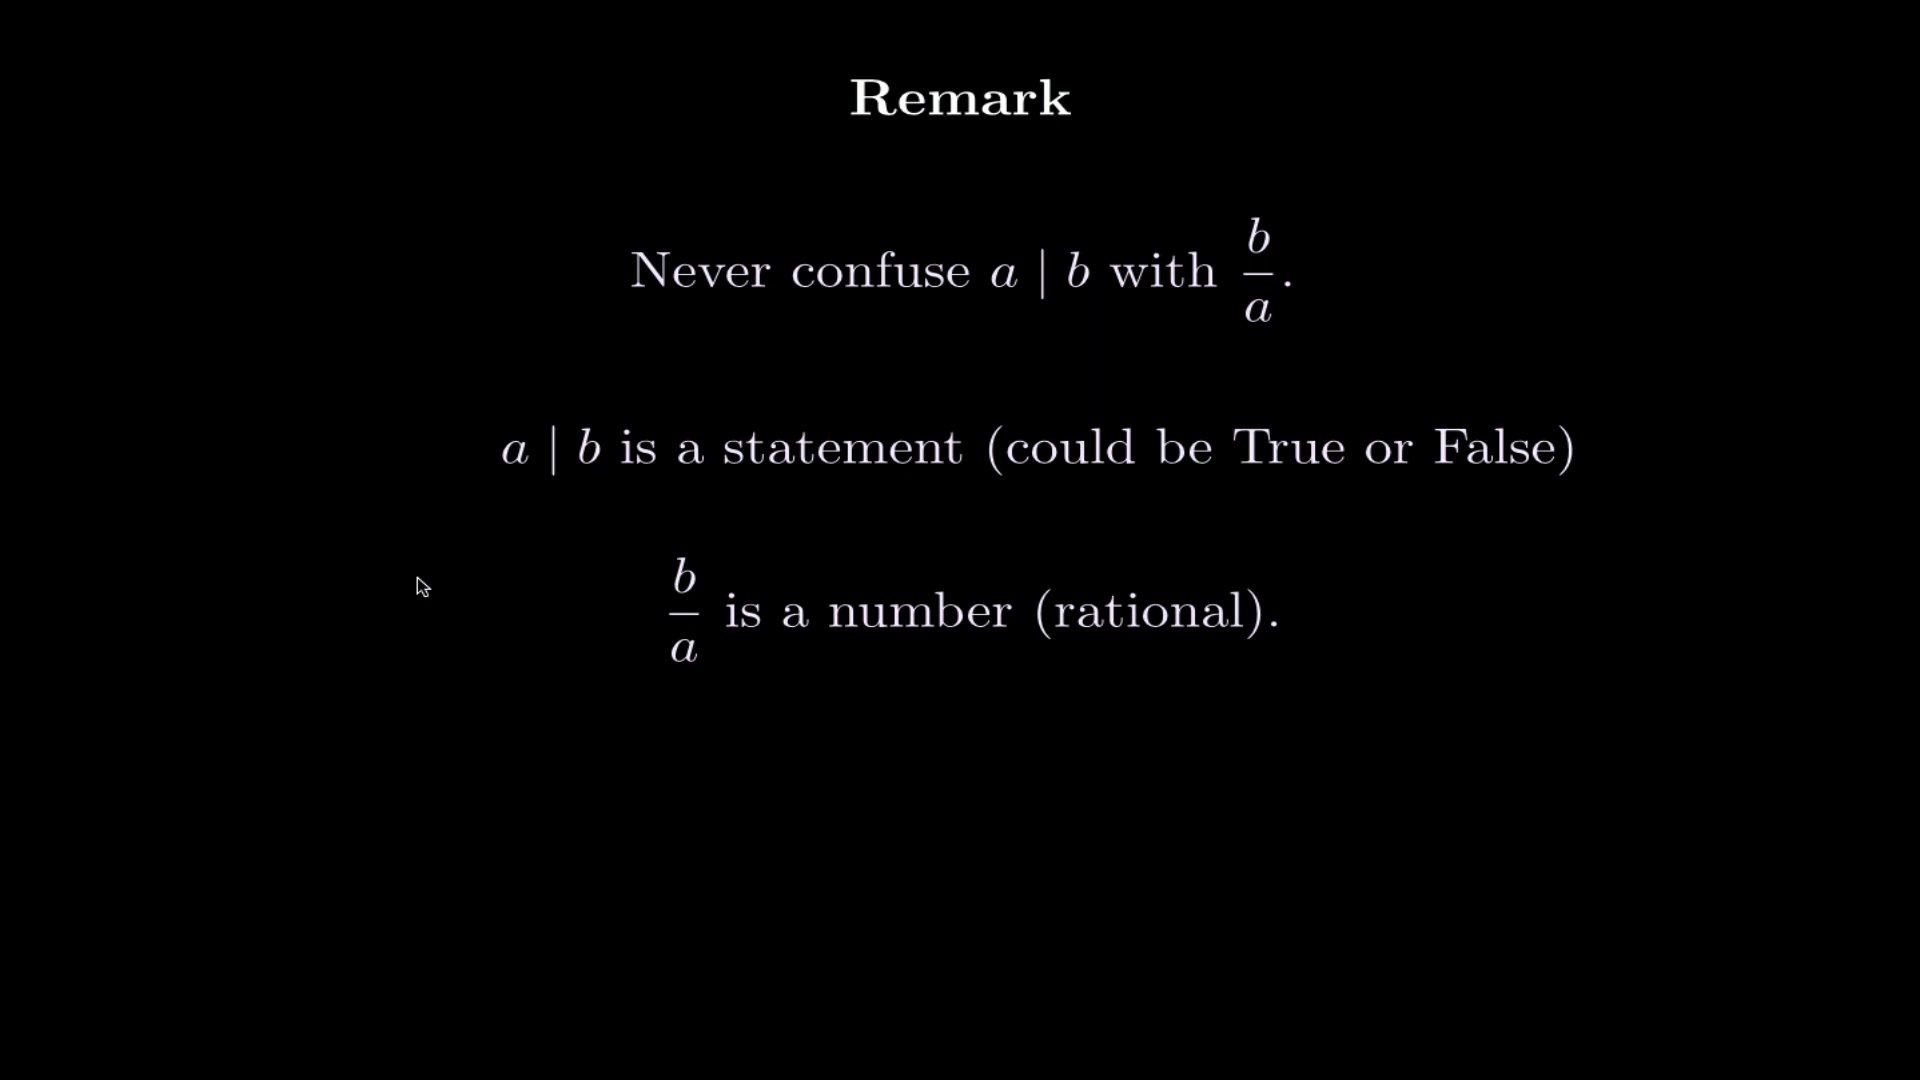 Remark
Never confuse a | b with b/a.
a | b is a statement (could be True or False)
b/a is a number (rational).